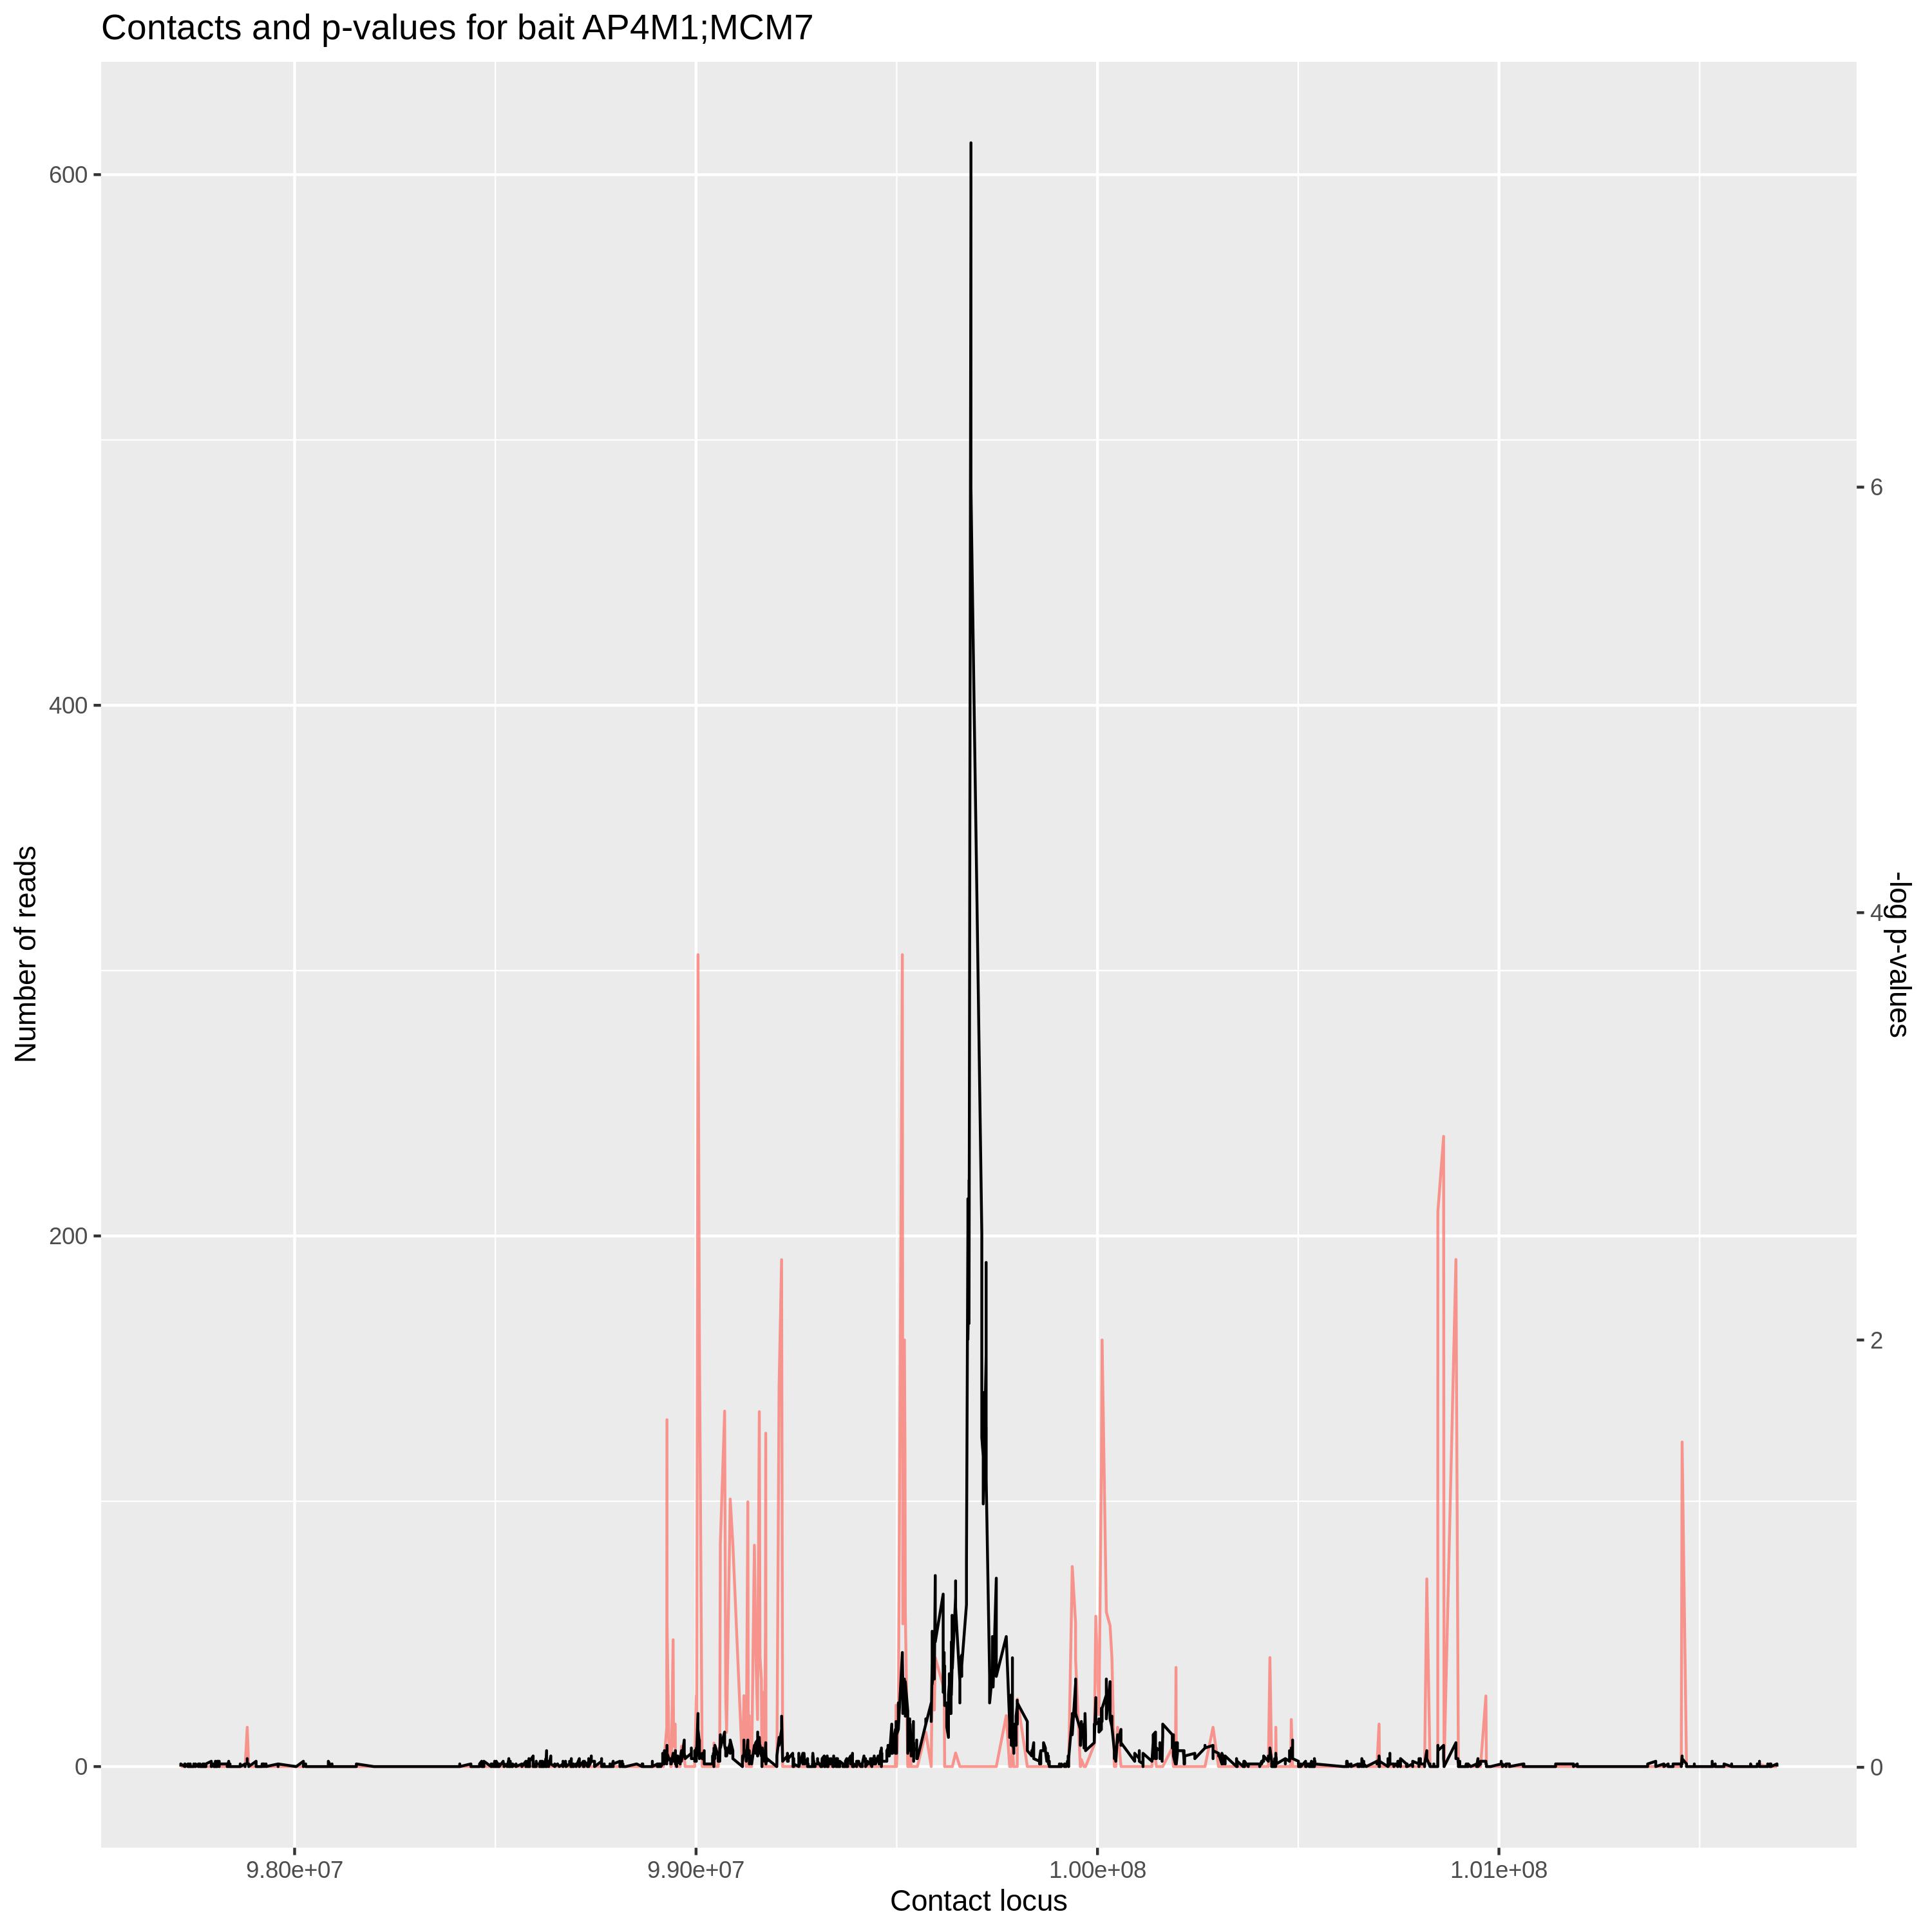 Contacts and p-values for bait AP4M1;MCM7
600
400
200
0
Number of reads
6
4
2
0
-log p-values
9.80e+07
9.90e+07
1.00e+08
1.01e+08
Contact locus